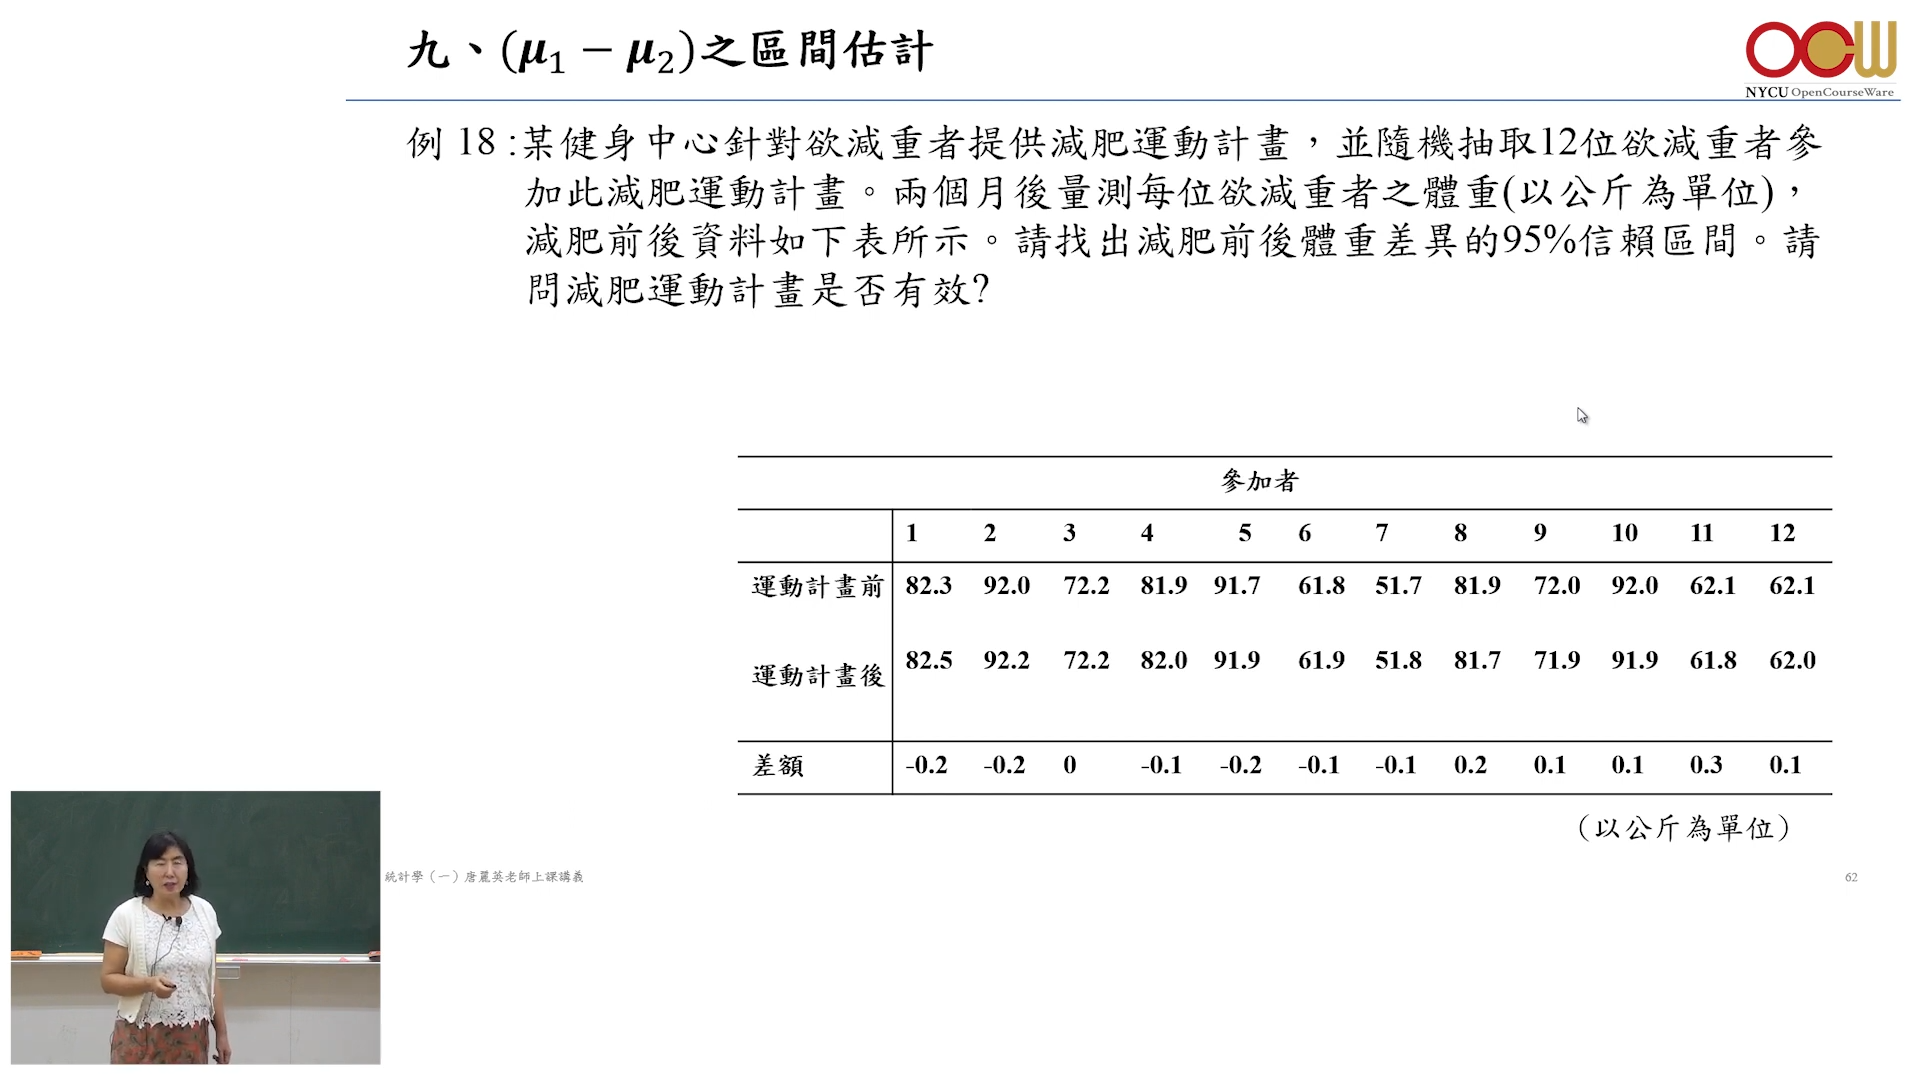 九、(μ₁ − μ₂)之區間估計
OCW
NYCU OpenCourseWare
例 18 :某健身中心針對欲減重者提供減肥運動計畫，並隨機抽取12位欲減重者參
加此減肥運動計畫。兩個月後量測每位欲減重者之體重(以公斤為單位)，
減肥前後資料如下表所示。請找出減肥前後體重差異的95%信賴區間。請
問減肥運動計畫是否有效?
參加者
1 2 3 4 5 6 7 8 9 10 11 12
運動計畫前 82.3 92.0 72.2 81.9 91.7 61.8 51.7 81.9 72.0 92.0 62.1 62.1
運動計畫後 82.5 92.2 72.2 82.0 91.9 61.9 51.8 81.7 71.9 91.9 61.8 62.0
差額 -0.2 -0.2 0 -0.1 -0.2 -0.1 -0.1 0.2 0.1 0.1 0.3 0.1
（以公斤為單位）
統計學（一）唐麗英老師上課講義
62